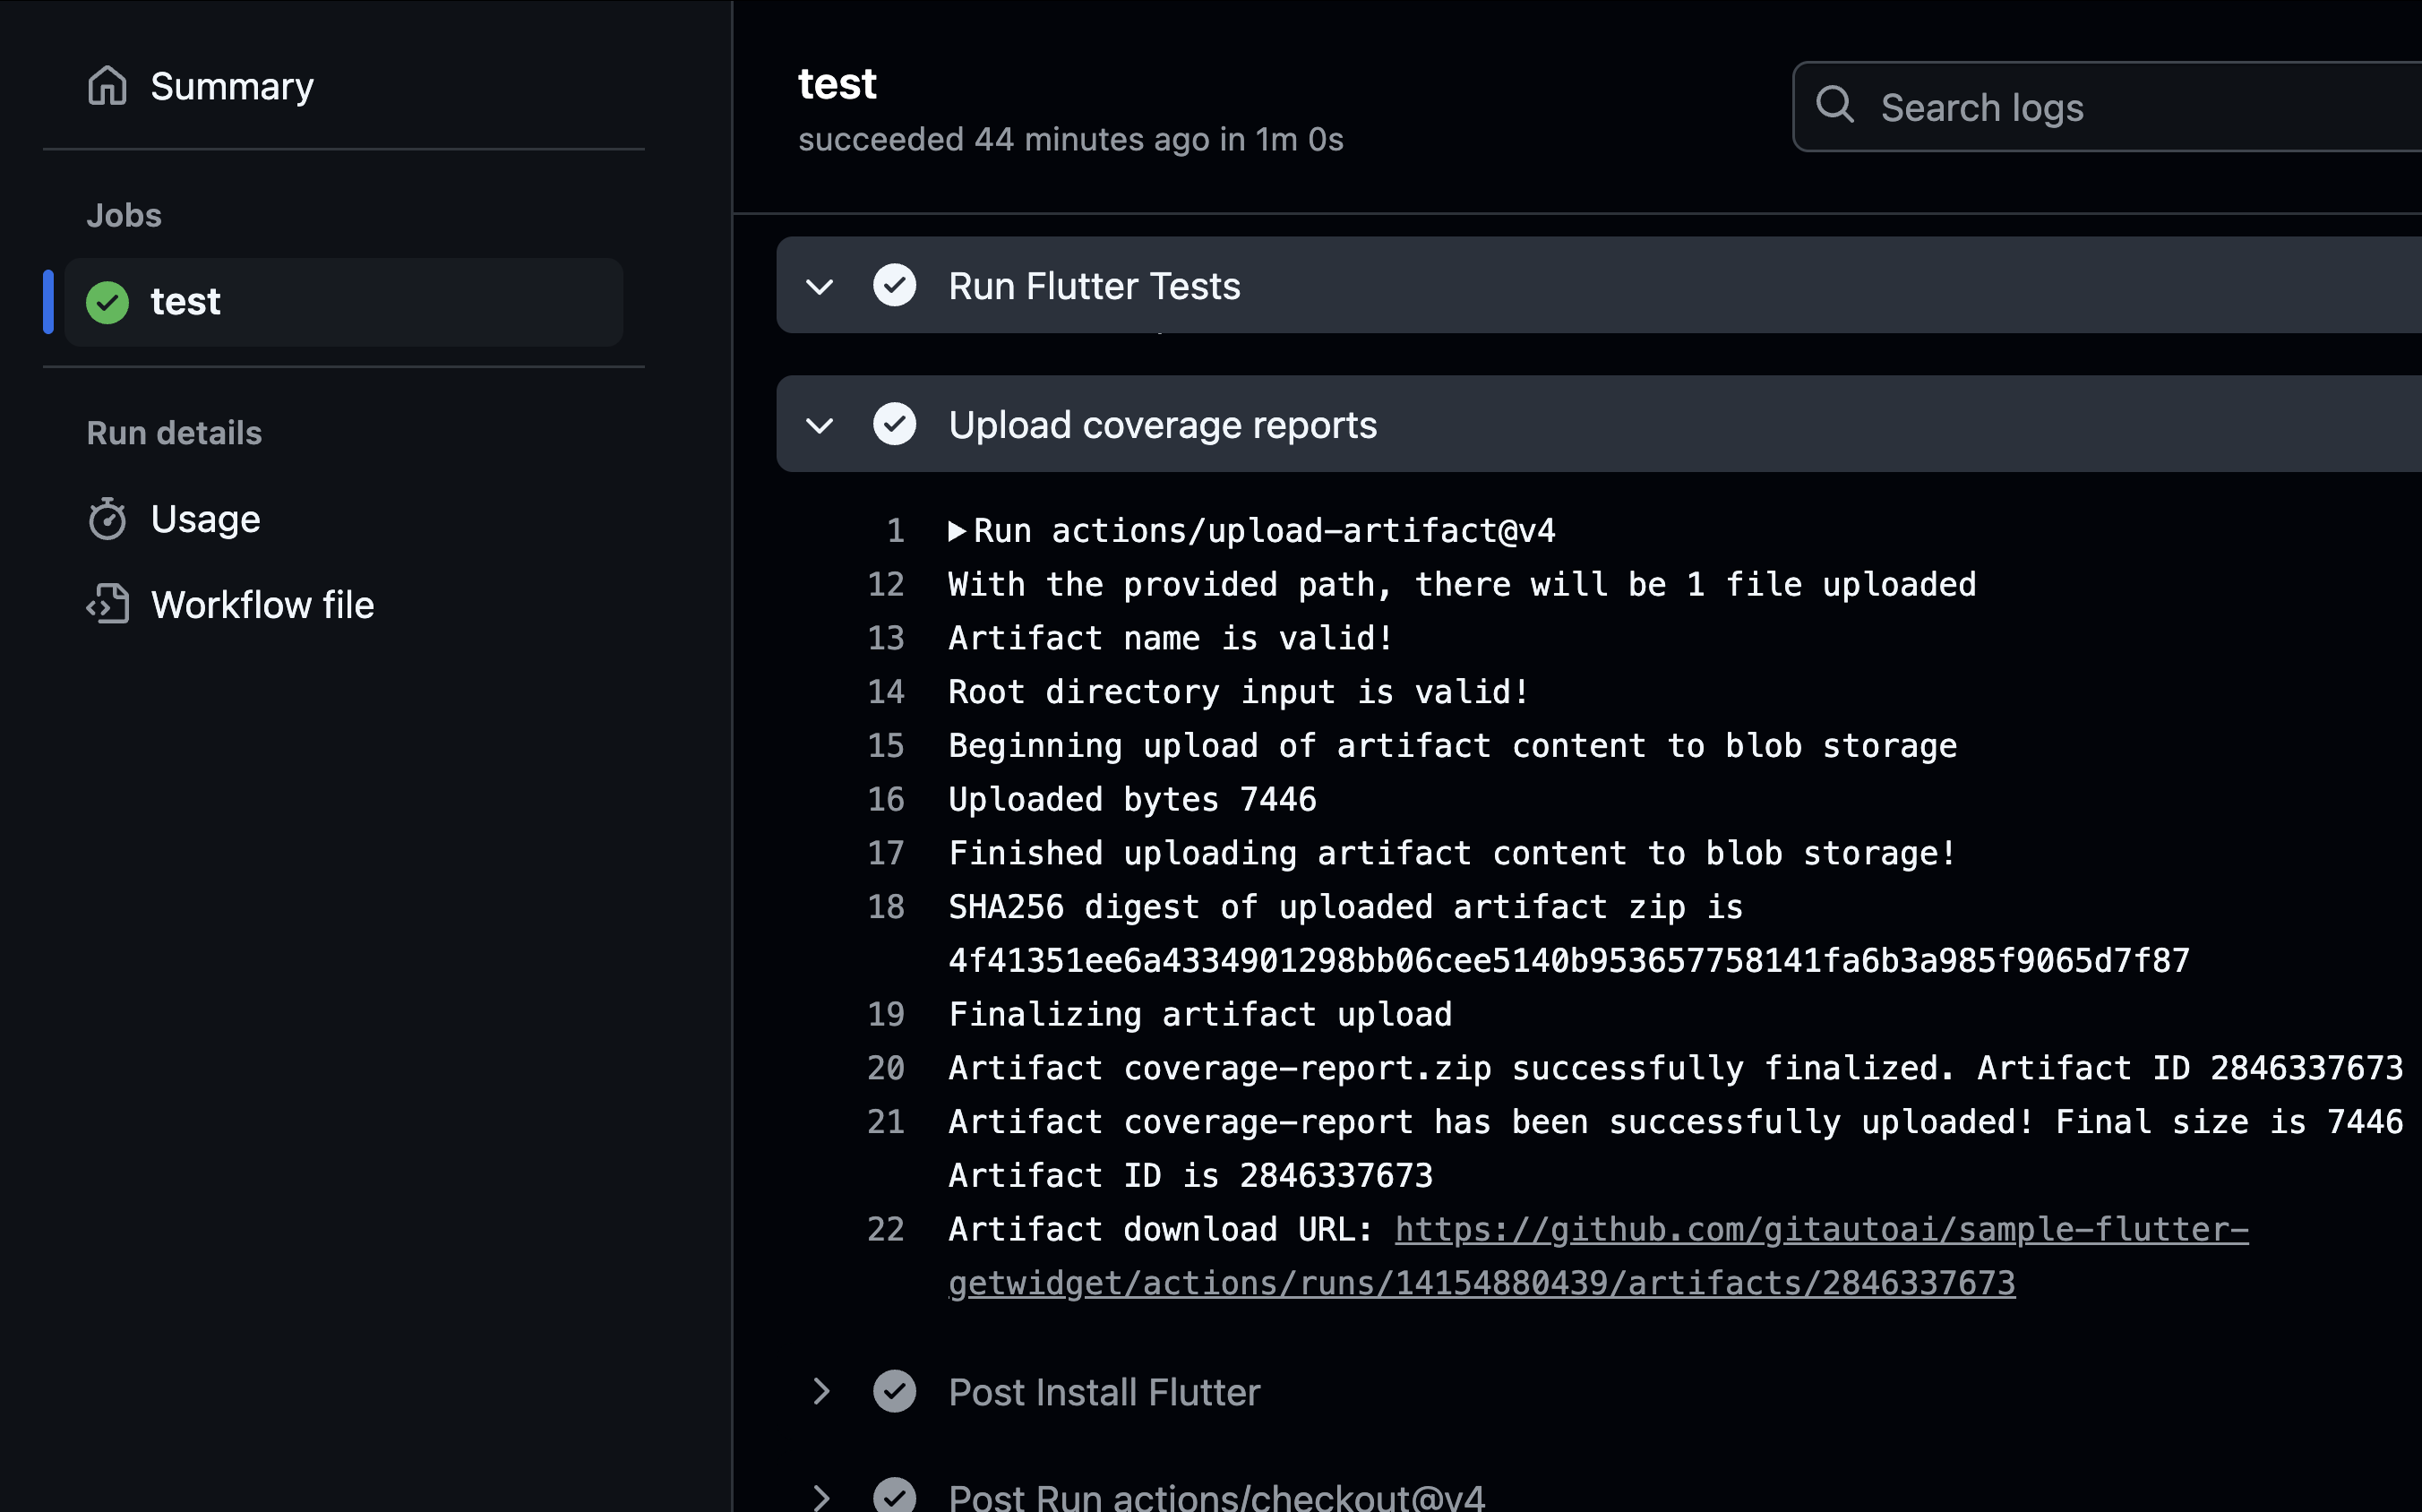 Summary
Jobs
test
Run details
Usage
Workflow file
test
succeeded 44 minutes ago in 1m 0s
Search logs
Run Flutter Tests
Upload coverage reports
1 ▶Run actions/upload-artifact@v4
12 With the provided path, there will be 1 file uploaded
13 Artifact name is valid!
14 Root directory input is valid!
15 Beginning upload of artifact content to blob storage
16 Uploaded bytes 7446
17 Finished uploading artifact content to blob storage!
18 SHA256 digest of uploaded artifact zip is
4f41351ee6a4334901298bb06cee5140b953657758141fa6b3a985f9065d7f87
19 Finalizing artifact upload
20 Artifact coverage-report.zip successfully finalized. Artifact ID 2846337673
21 Artifact coverage-report has been successfully uploaded! Final size is 7446
Artifact ID is 2846337673
22 Artifact download URL: https://github.com/gitautoai/sample-flutter-
getwidget/actions/runs/14154880439/artifacts/2846337673
Post Install Flutter
Post Run actions/checkout@v4